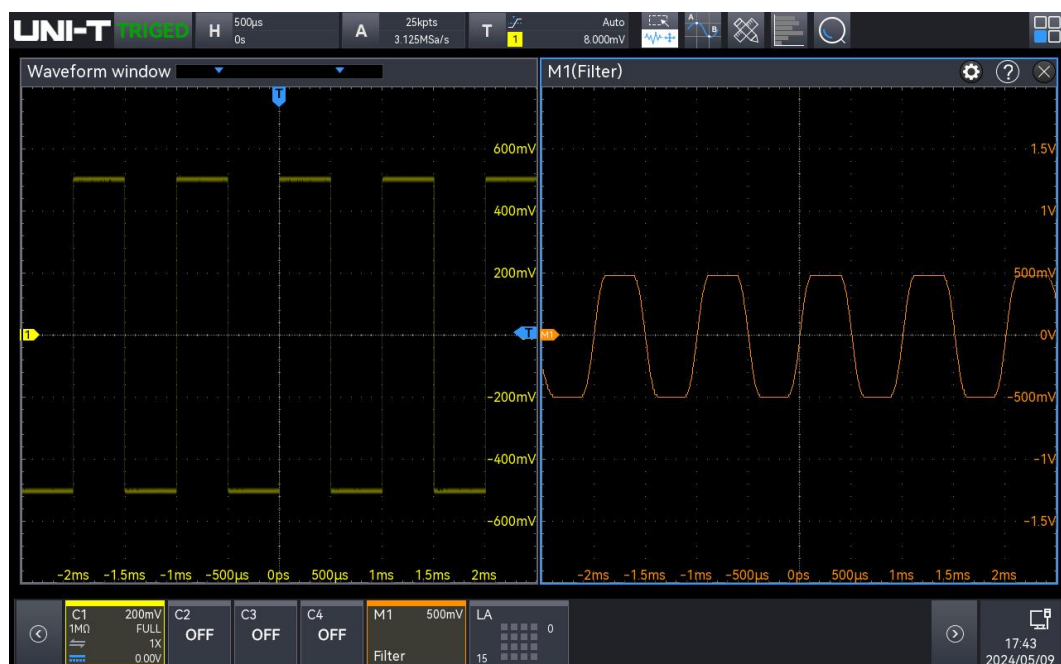 UNI-T TRIGED H 500μs 0s A 25kpts 3.125MSa/s T 1 Auto 8.000mV A B
Waveform window
T
600mV
400mV
200mV
1
T
-200mV
-400mV
-600mV
-2ms -1.5ms -1ms -500μs 0ps 500μs 1ms 1.5ms 2ms
M1(Filter)
?
1.5V
1V
500mV
M1
0V
-500mV
-1V
-1.5V
-2ms -1.5ms -1ms -500μs 0ps 500μs 1ms 1.5ms 2ms
C1 200mV
1MΩ FULL
1X
0.00V
C2
OFF
C3
OFF
C4
OFF
M1 500mV
Filter
LA
0
15
17:43
2024/05/09